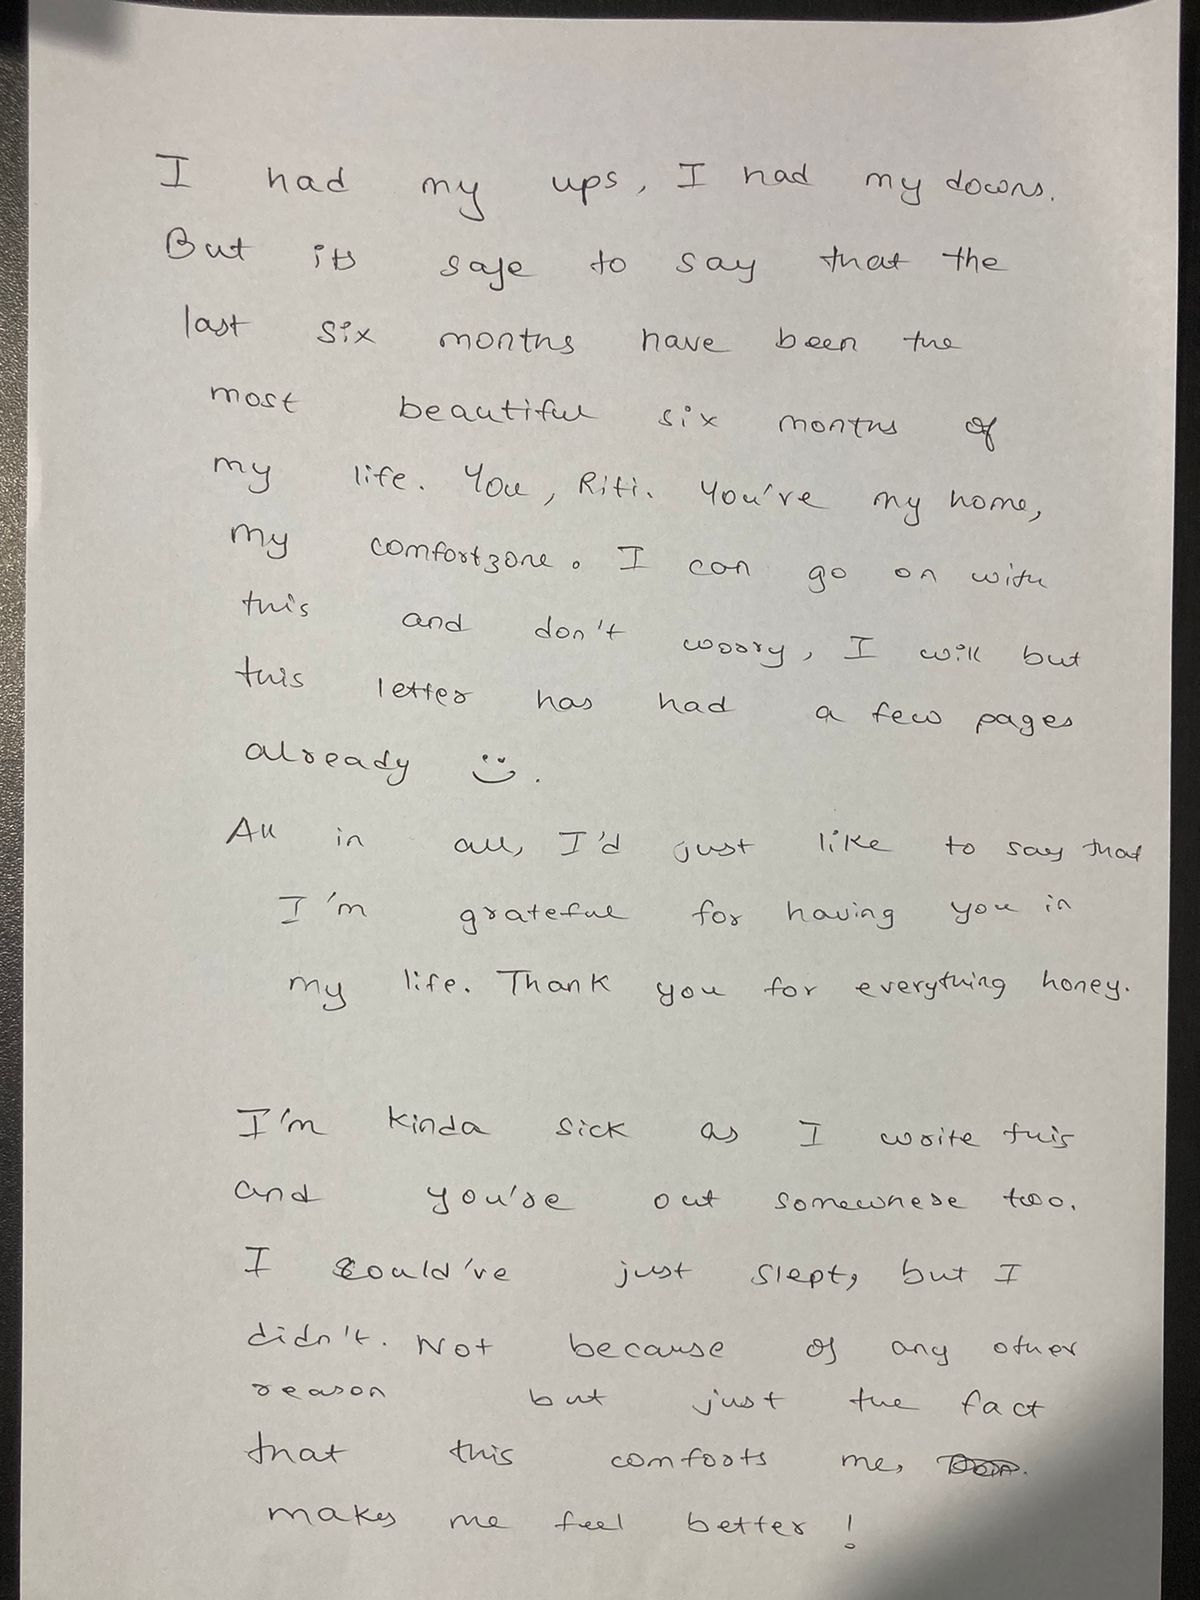 I had my ups, I had my downs.
But its safe to say that the
last six months have been the
most beautiful six months of
my life. You, Riti. You've my home,
my comfortzone. I can go on with
this and don't worry, I will but
this letter has had a few pages
already :).
All in all, I'd just like to say that
I'm grateful for having you in
my life. Thank you for everything honey.
I'm kinda sick as I write this
and you're out somewhere too.
I could've just slept, but I
didn't. Not because of any other
reason but just the fact
that this comforts me,
makes me feel better!